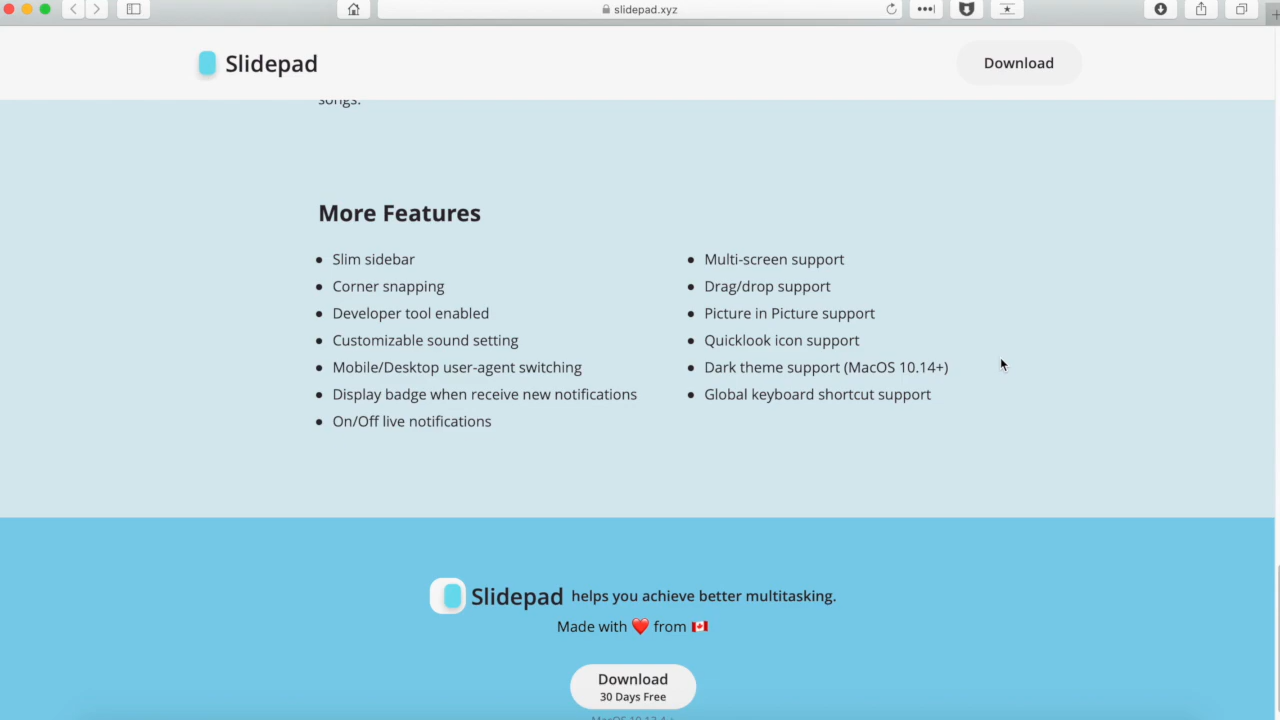 slidepad.xyz
Slidepad
Download
songs.
More Features
Slim sidebar
Corner snapping
Developer tool enabled
Customizable sound setting
Mobile/Desktop user-agent switching
Display badge when receive new notifications
On/Off live notifications
Multi-screen support
Drag/drop support
Picture in Picture support
Quicklook icon support
Dark theme support (MacOS 10.14+)
Global keyboard shortcut support
Slidepad helps you achieve better multitasking.
Made with ❤️ from 🇨🇦
Download
30 Days Free